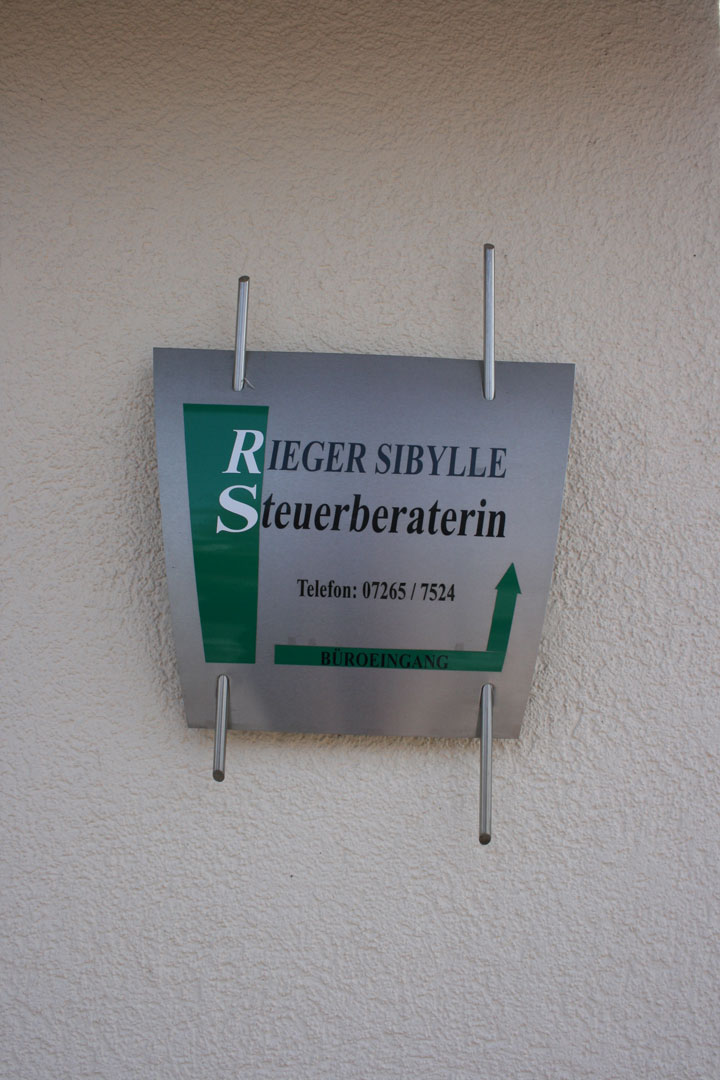 RIEGER SIBYLLE
Steuerberaterin
Telefon: 07265 / 7524
BÜROEINGANG